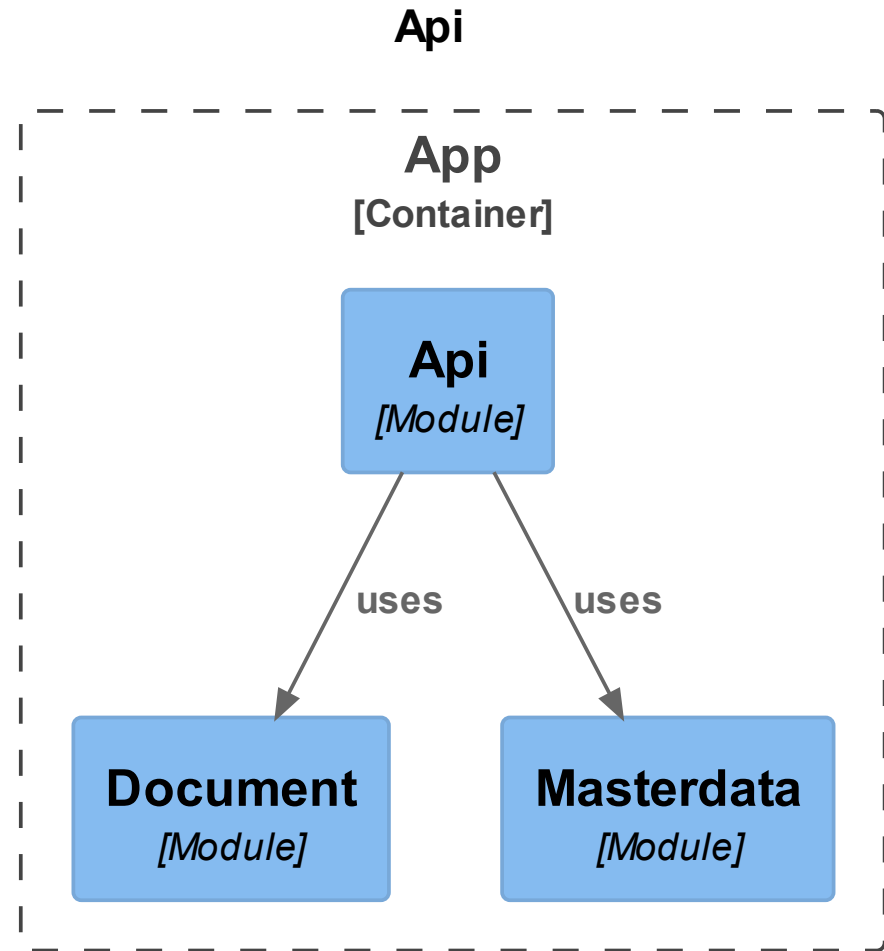 Api
App
[Container]
Api
[Module]
uses
uses
Document
[Module]
Masterdata
[Module]